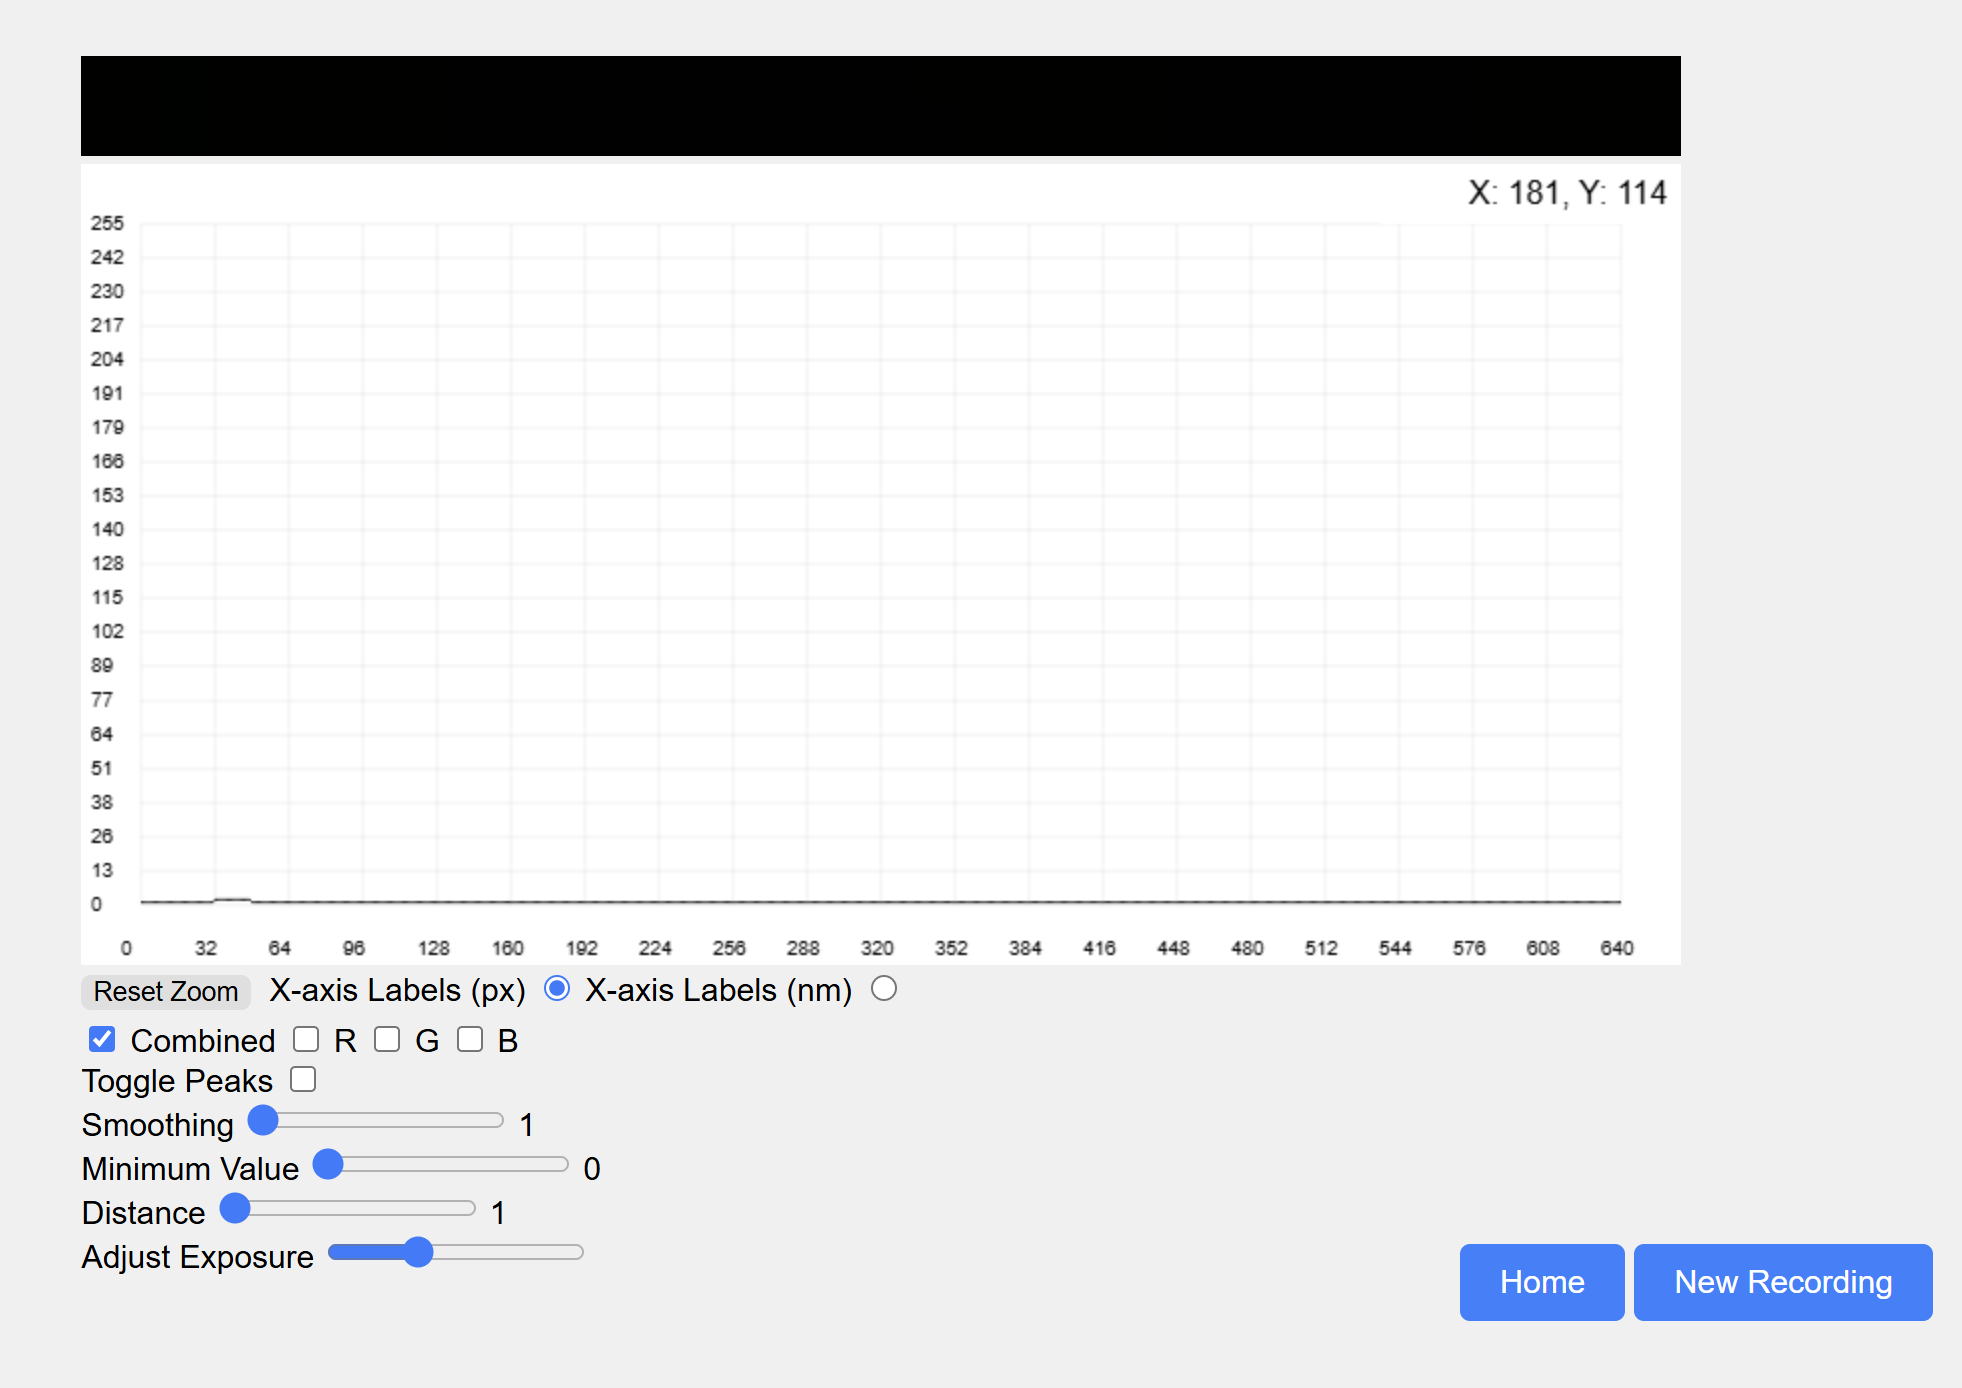 X: 181, Y: 114
255
242
230
217
204
191
179
166
153
140
128
115
102
89
77
64
51
38
26
13
0
0 32 64 96 128 160 192 224 256 288 320 352 384 416 448 480 512 544 576 608 640
Reset Zoom X-axis Labels (px) X-axis Labels (nm)
Combined R G B
Toggle Peaks
Smoothing 1
Minimum Value 0
Distance 1
Adjust Exposure
Home New Recording